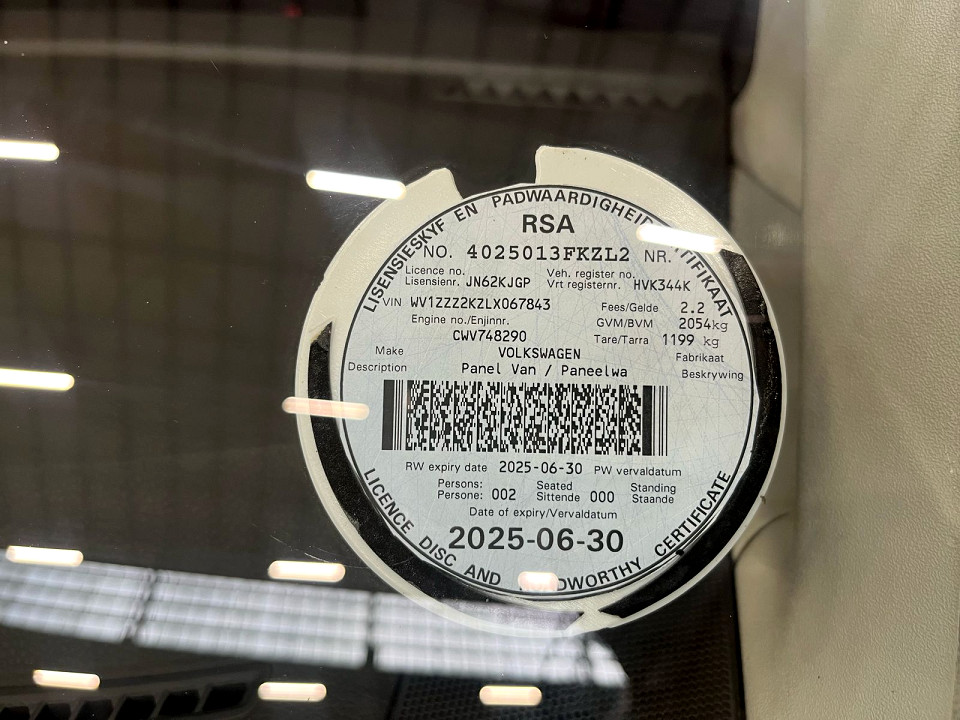 LISENSIESKYF EN PADWAARDIGHEID TIFIKAAT
RSA
NO. 4025013FKZL2 NR.
Licence no. Veh. register no.
Lisensienr. JN62KJGP Vrt registernr. HVK344K
VIN WV1ZZZ2KZLX067843 Fees/Gelde 2.2
Engine no./Enjinnr. GVM/BVM 2054kg
CWV748290 Tare/Tarra 1199 kg
Make VOLKSWAGEN Fabrikaat
Description Panel Van / Paneelwa Beskrywing
RW expiry date 2025-06-30 PW vervaldatum
Persons: Seated Standing
Persone: 002 Sittende 000 Staande
Date of expiry/Vervaldatum
2025-06-30
LICENCE DISC AND DWORTHY CERTIFICATE